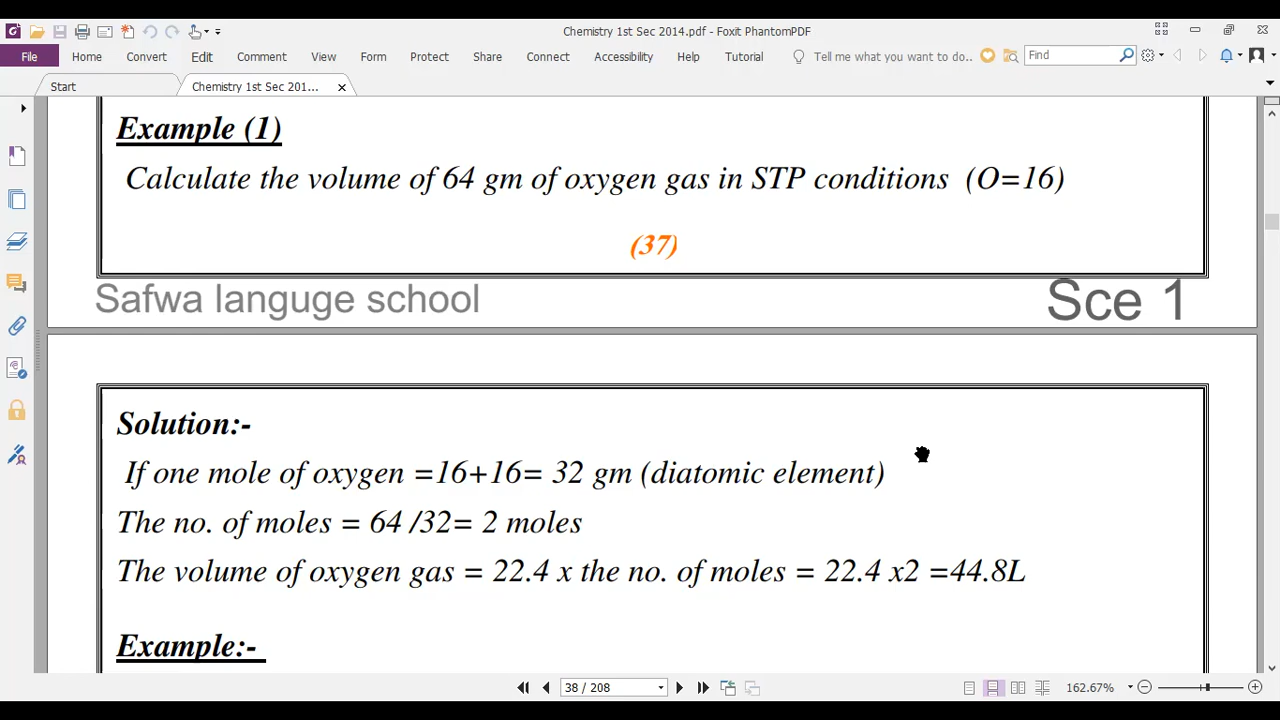 Chemistry 1st Sec 2014.pdf - Foxit PhantomPDF
File Home Convert Edit Comment View Form Protect Share Connect Accessibility Help Tutorial Tell me what you want to do.. Find
Start Chemistry 1st Sec 201...
Example (1)
Calculate the volume of 64 gm of oxygen gas in STP conditions (O=16)
(37)
Safwa languge school Sce 1
Solution:-
If one mole of oxygen =16+16= 32 gm (diatomic element)
The no. of moles = 64 /32= 2 moles
The volume of oxygen gas = 22.4 x the no. of moles = 22.4 x2 =44.8L
Example:-
38 / 208 162.67%